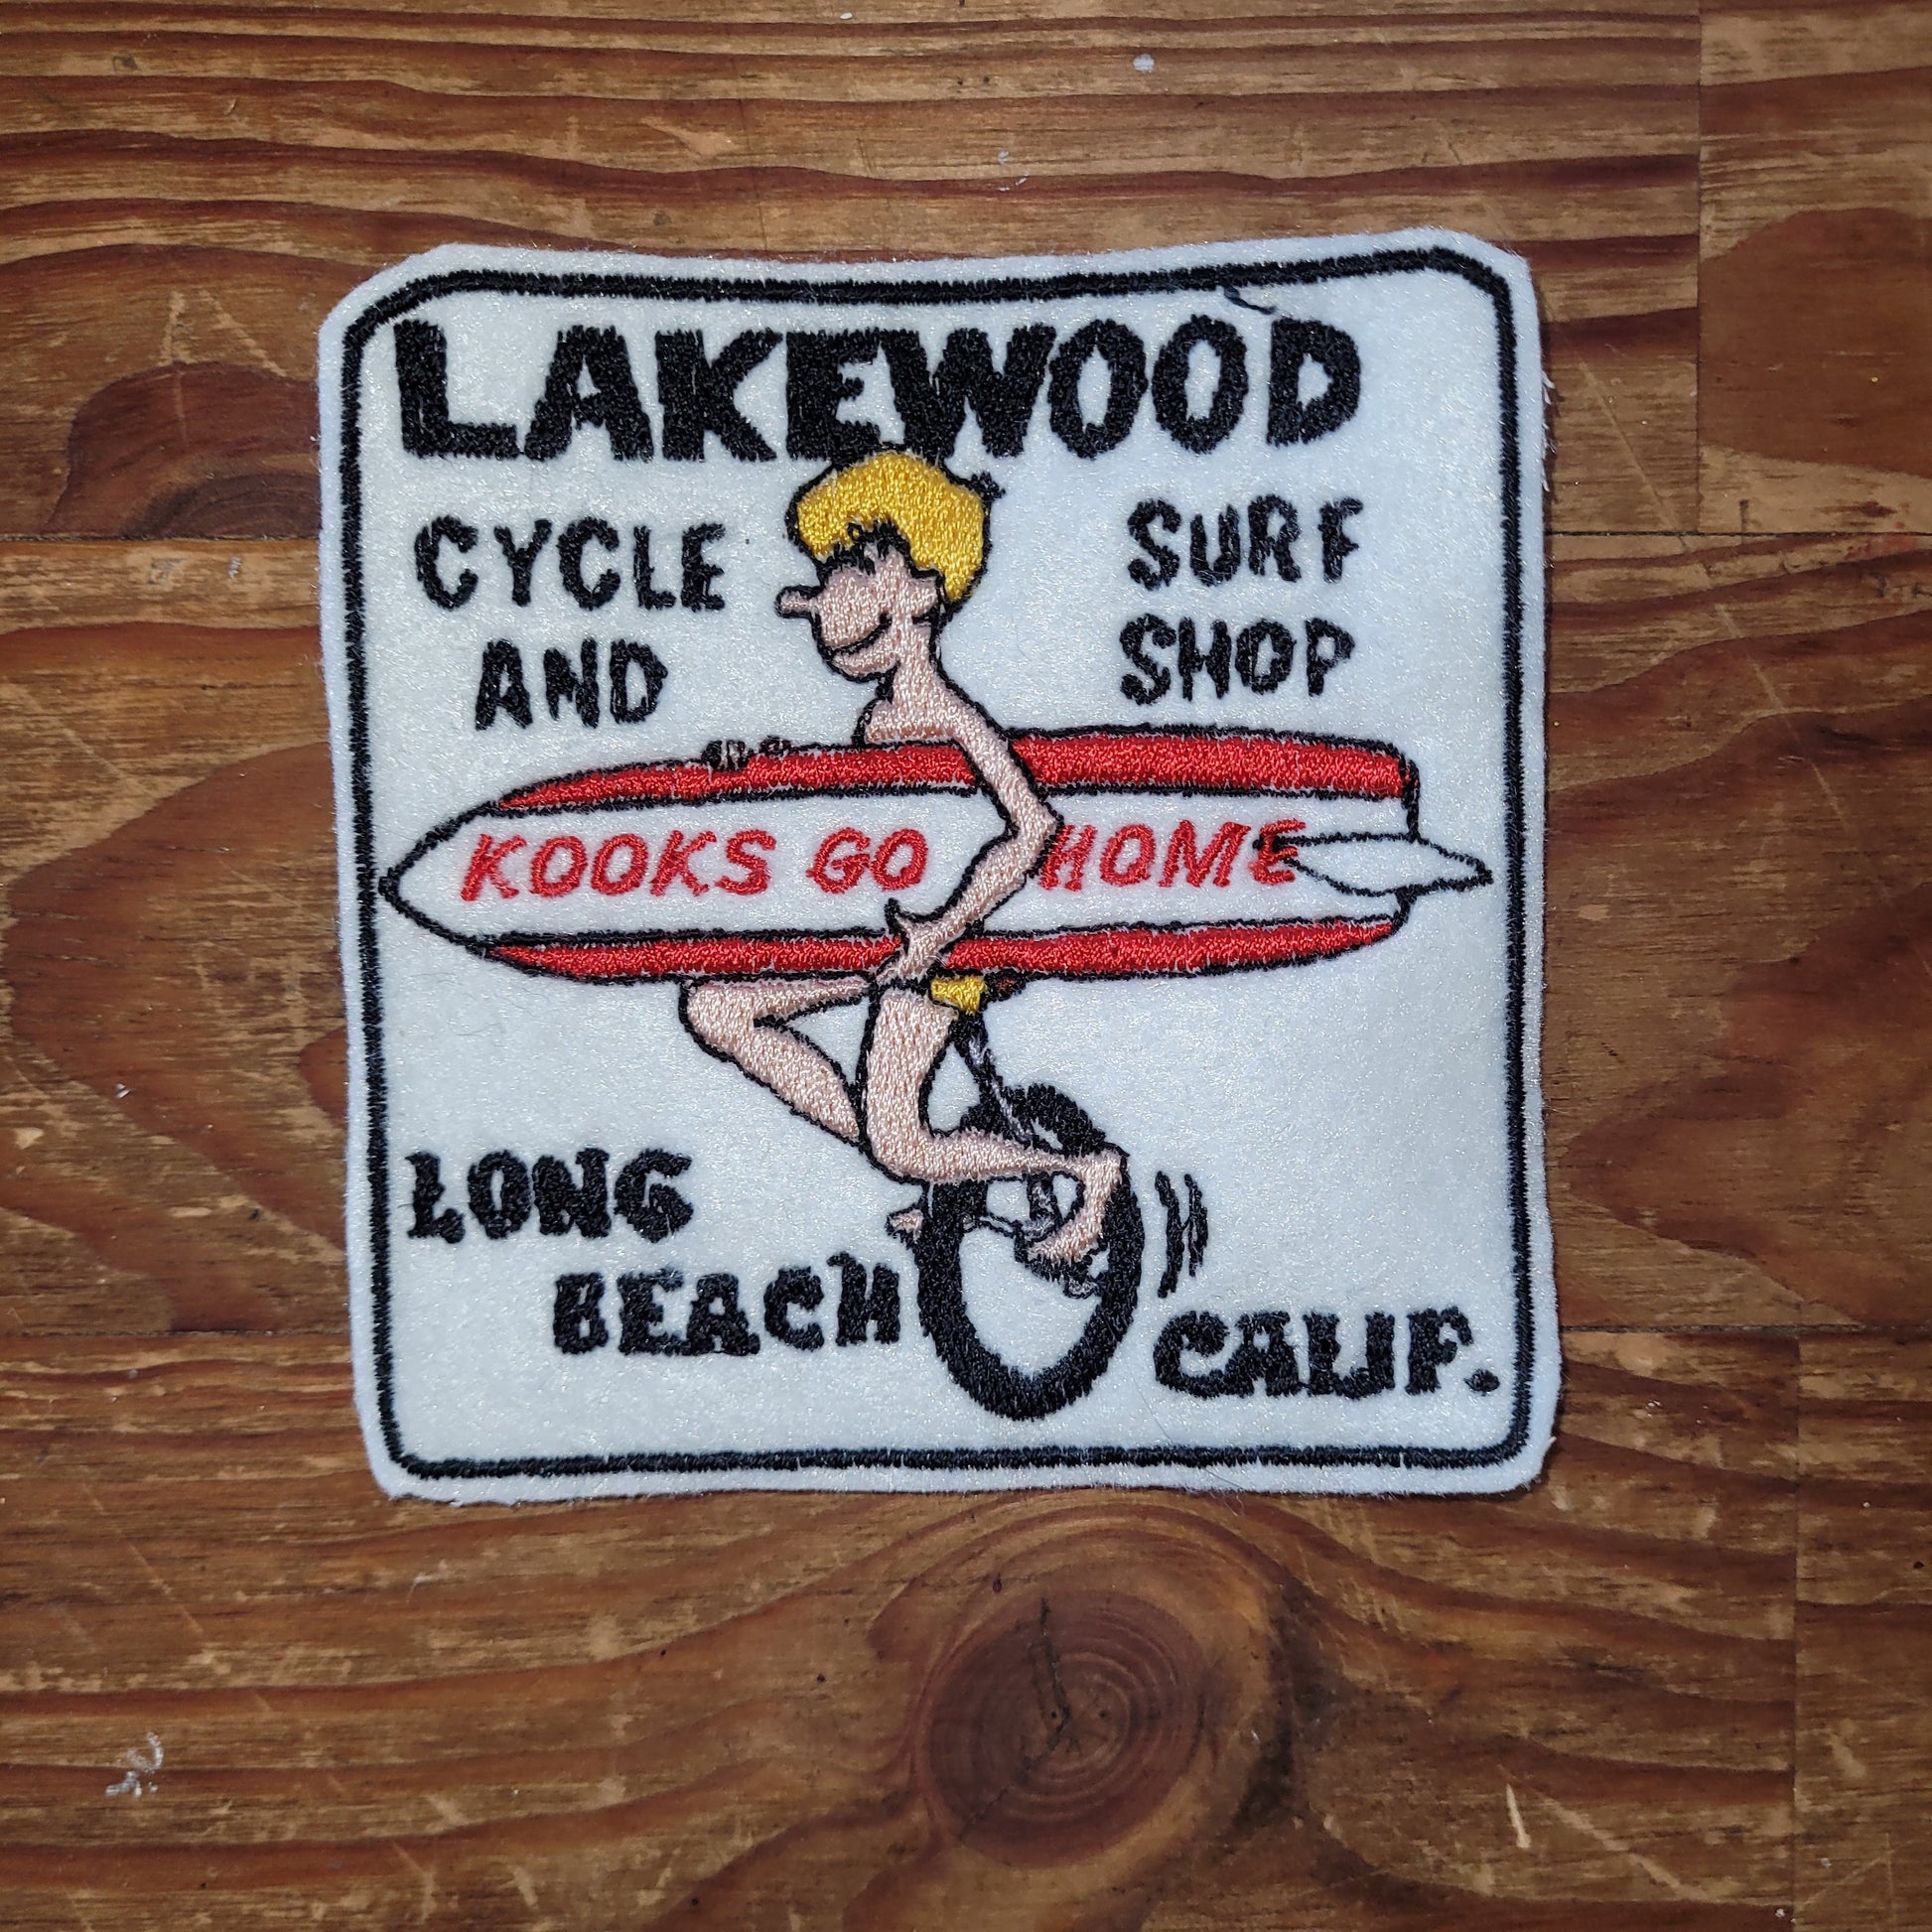 LAKEWOOD
CYCLE
AND
SURF
SHOP
KOOKS GO HOME
LONG
BEACH
CALIF.